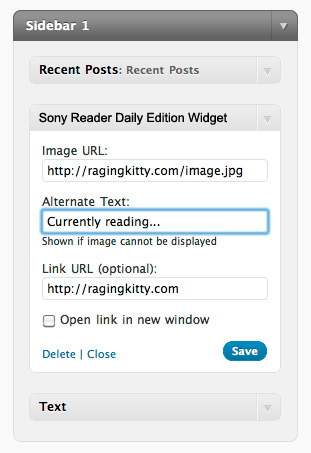 Sidebar 1
Recent Posts: Recent Posts
Sony Reader Daily Edition Widget
Image URL:
http://ragingkitty.com/image.jpg
Alternate Text:
Currently reading...
Shown if image cannot be displayed
Link URL (optional):
http://ragingkitty.com
Open link in new window
Delete | Close Save
Text